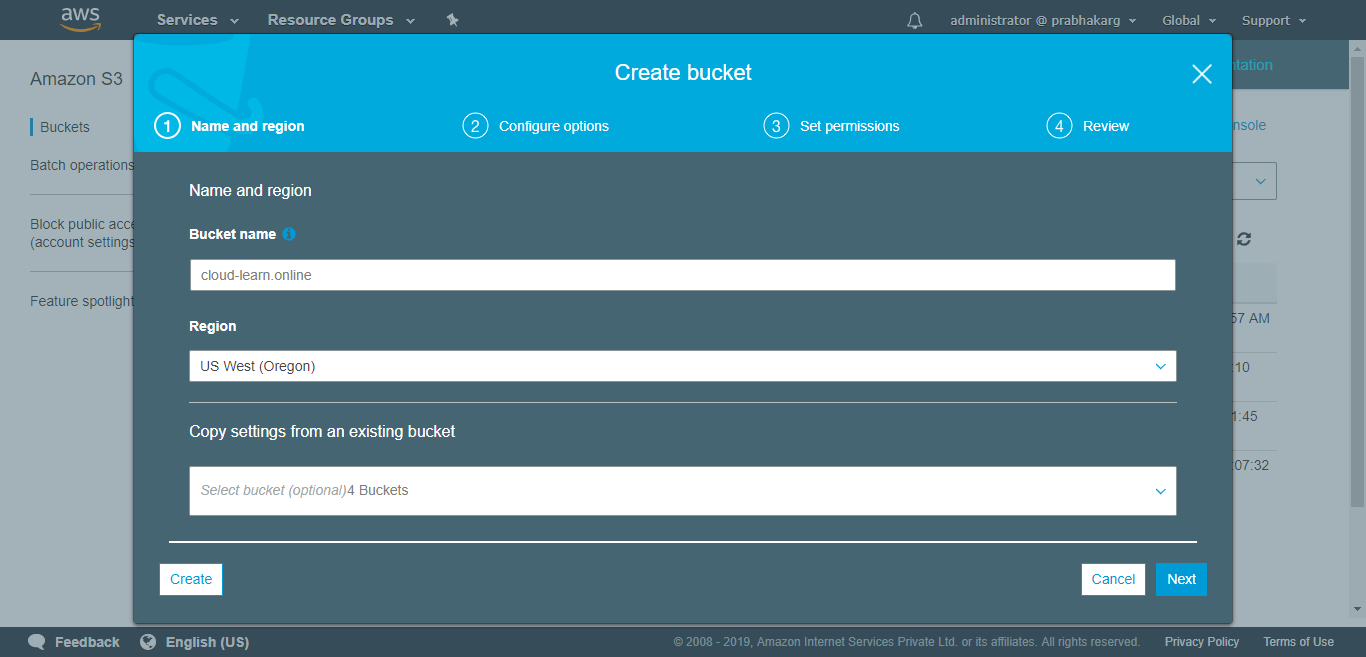 aws Services Resource Groups administrator @ prabhakarg Global Support
Amazon S3
Buckets
Batch operations
Block public acce
(account settings
Feature spotlight
Create bucket
1 Name and region 2 Configure options 3 Set permissions 4 Review
Name and region
Bucket name
cloud-learn.online
Region
US West (Oregon)
Copy settings from an existing bucket
Select bucket (optional)4 Buckets
Create Cancel Next
ntation
nsole
57 AM
:10
1:45
:07:32
Feedback English (US) © 2008 - 2019, Amazon Internet Services Private Ltd. or its affiliates. All rights reserved. Privacy Policy Terms of Use